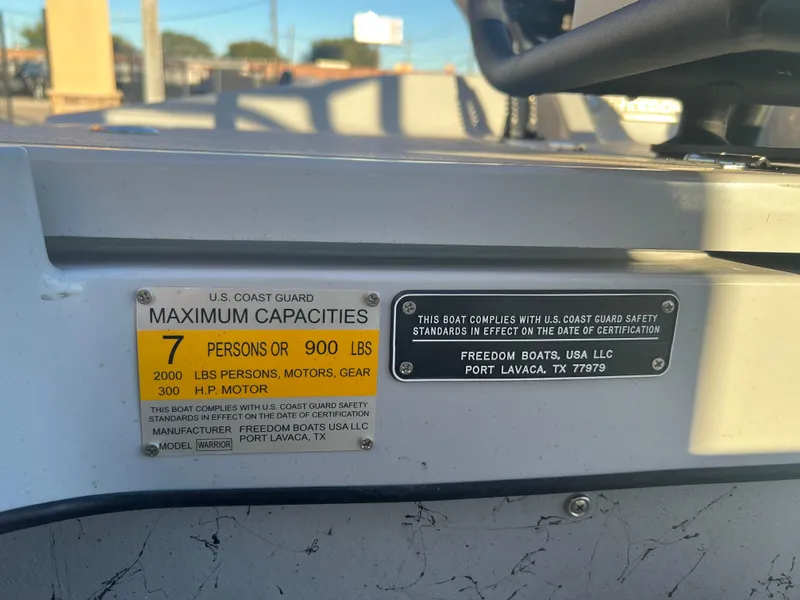 U.S. COAST GUARD
MAXIMUM CAPACITIES
7 PERSONS OR 900 LBS
2000 LBS PERSONS, MOTORS, GEAR
300 H.P. MOTOR
THIS BOAT COMPLIES WITH U.S. COAST GUARD SAFETY
STANDARDS IN EFFECT ON THE DATE OF CERTIFICATION
MANUFACTURER FREEDOM BOATS USA LLC
PORT LAVACA, TX
MODEL WARRIOR
THIS BOAT COMPLIES WITH U.S. COAST GUARD SAFETY
STANDARDS IN EFFECT ON THE DATE OF CERTIFICATION
FREEDOM BOATS, USA LLC
PORT LAVACA, TX 77979